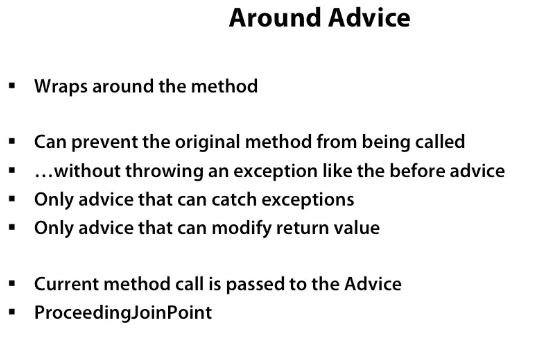 Around Advice
▪ Wraps around the method
▪ Can prevent the original method from being called
▪ …without throwing an exception like the before advice
▪ Only advice that can catch exceptions
▪ Only advice that can modify return value
▪ Current method call is passed to the Advice
▪ ProceedingJoinPoint